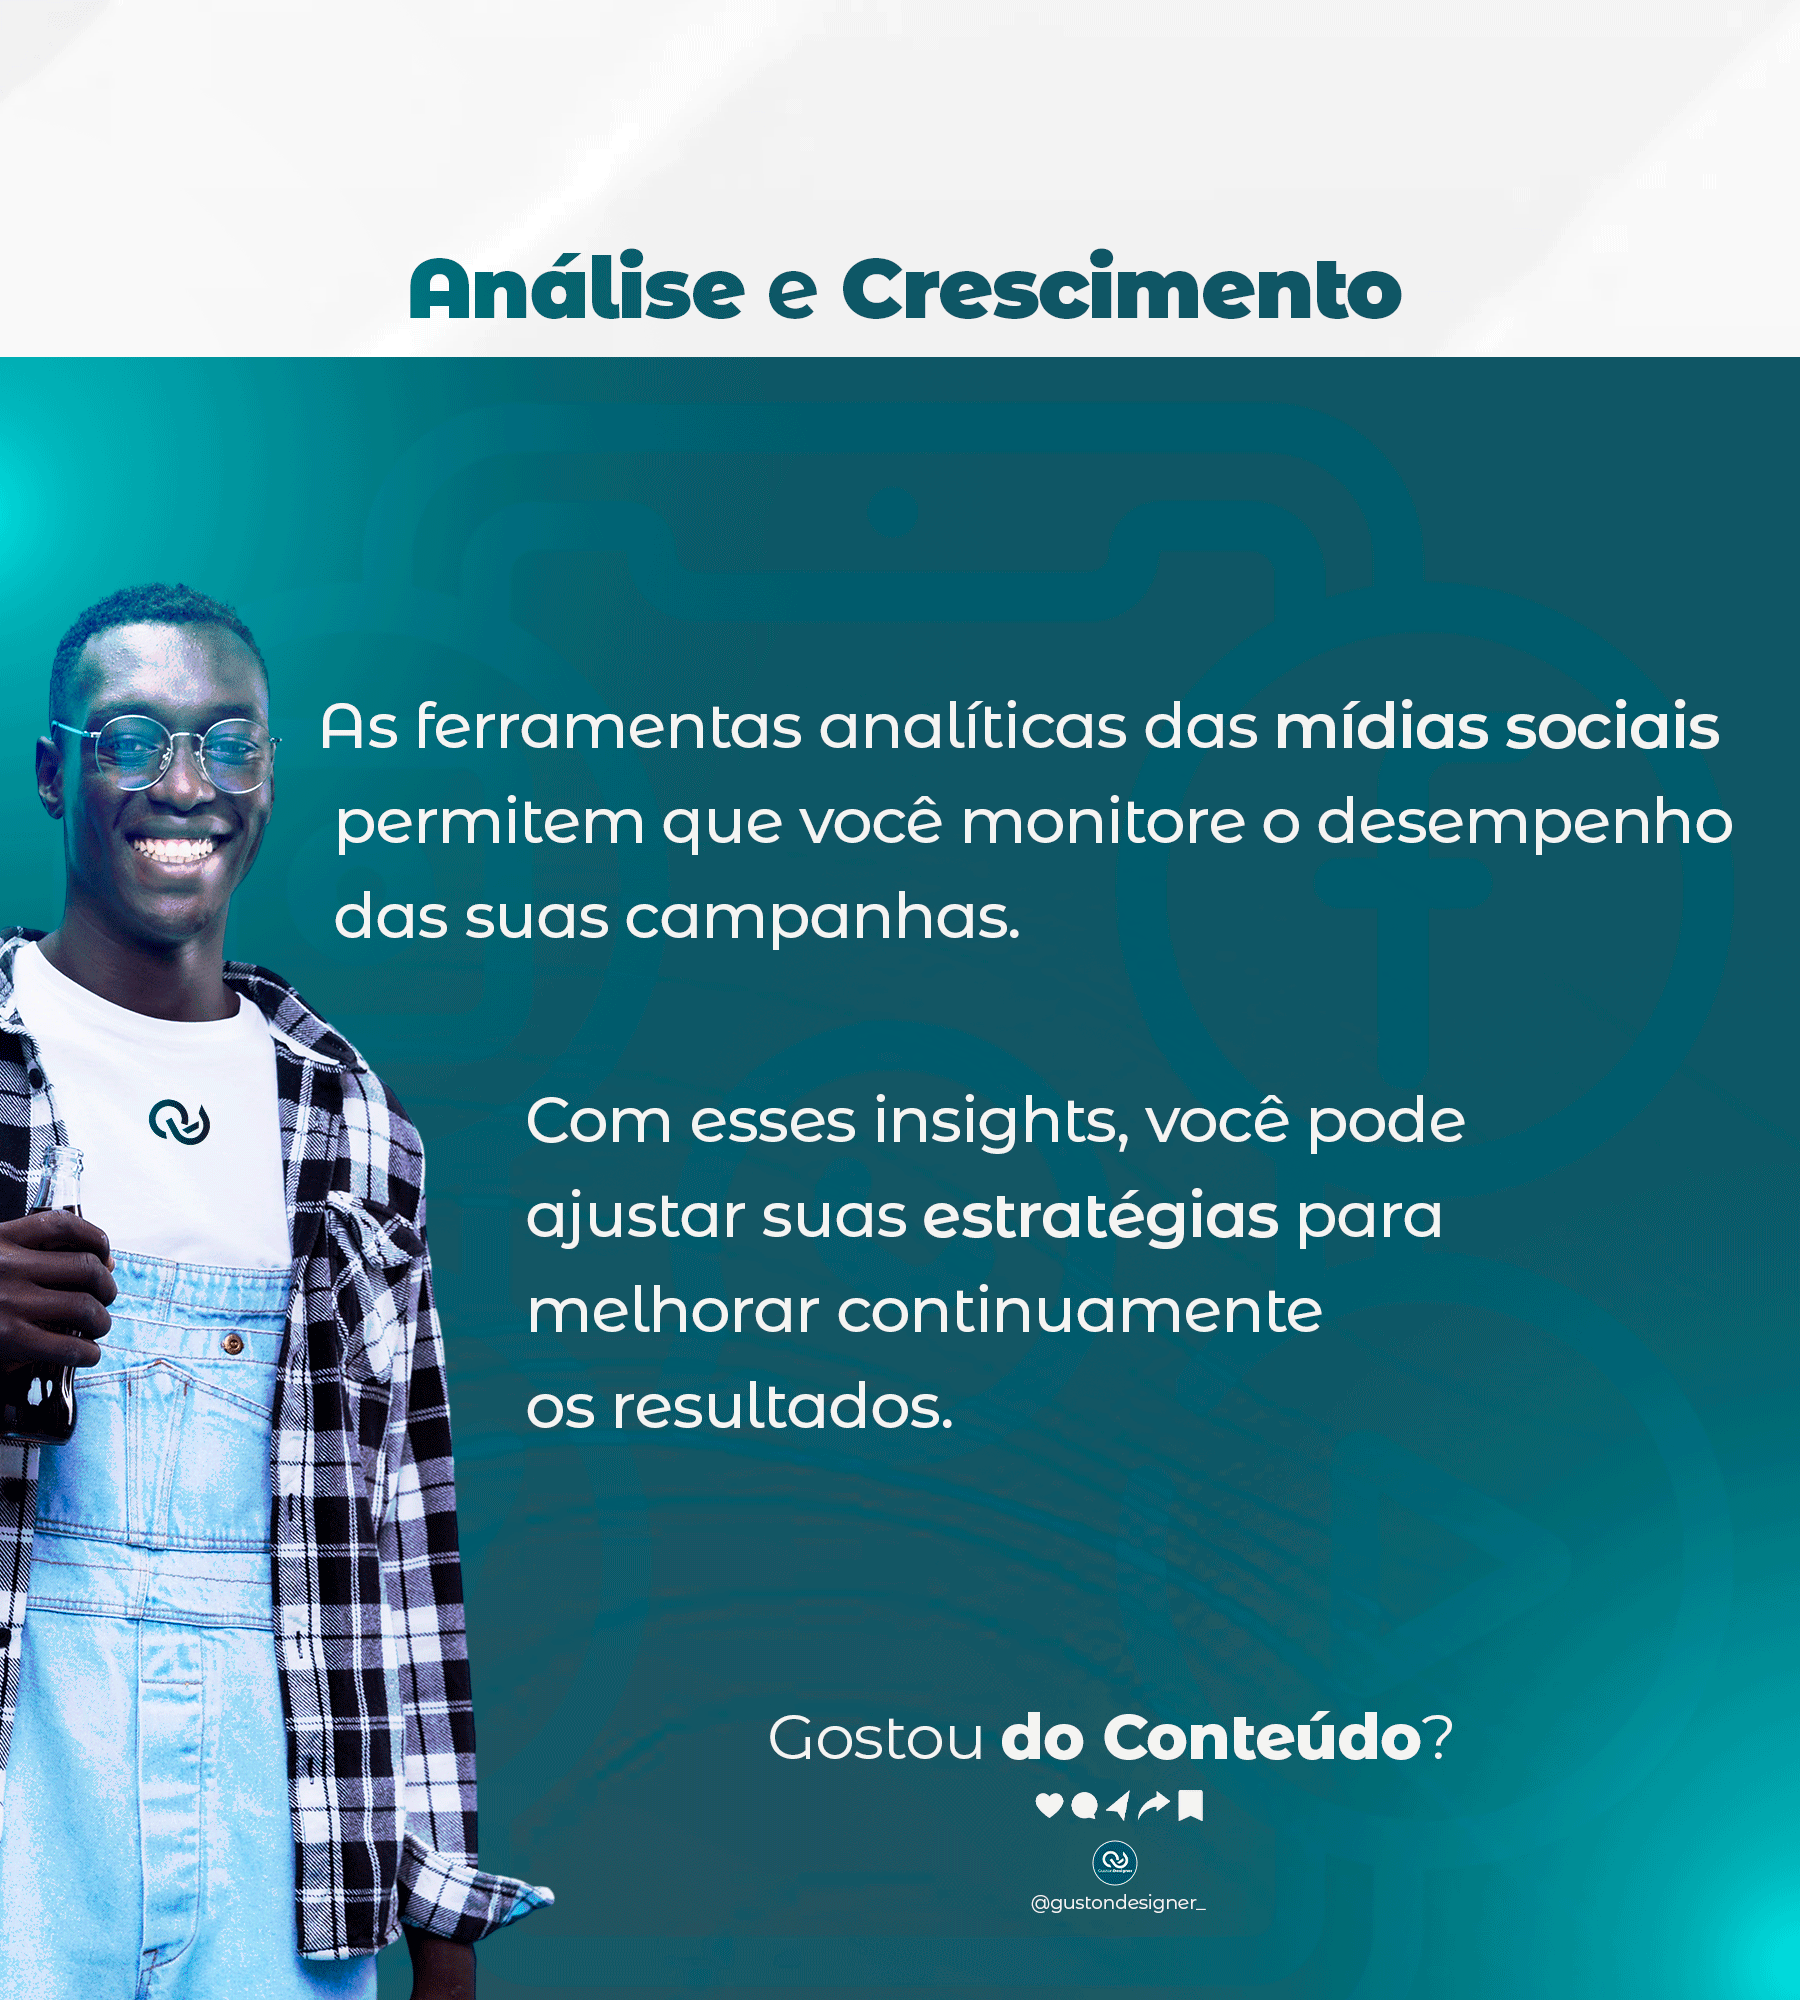 Análise e Crescimento
As ferramentas analíticas das mídias sociais
permitem que você monitore o desempenho
das suas campanhas.
Com esses insights, você pode
ajustar suas estratégias para
melhorar continuamente
os resultados.
Gostou do Conteúdo?
GustonDesigner
@gustondesigner_